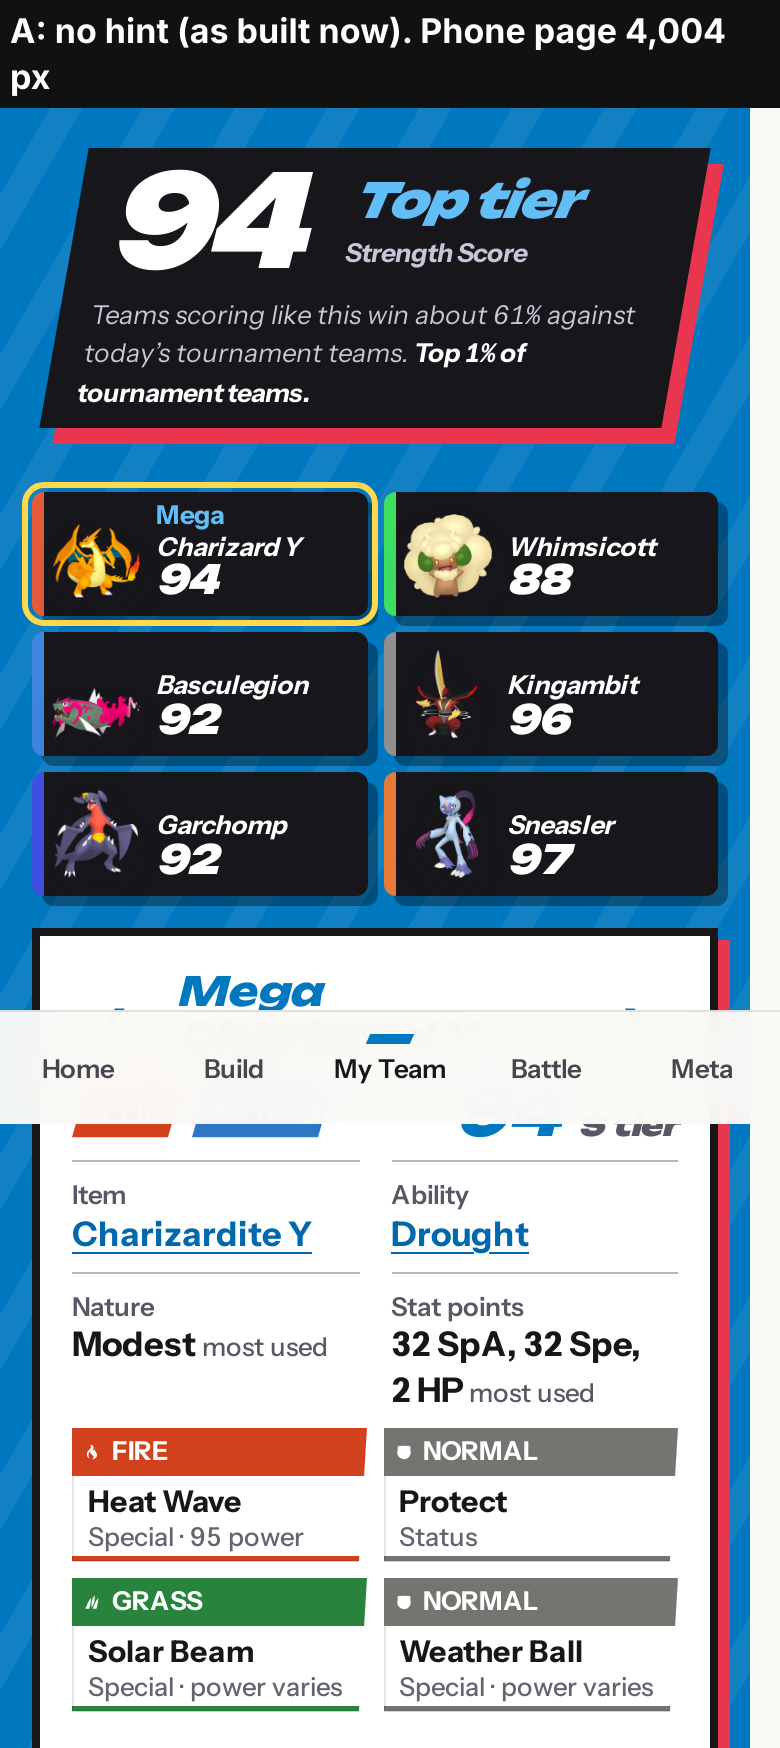 A: no hint (as built now). Phone page 4,004
px
94
Top tier
Strength Score
Teams scoring like this win about 61% against
today’s tournament teams. Top 1% of
tournament teams.
Mega
Charizard Y
94
Whimsicott
88
Basculegion
92
Kingambit
96
Garchomp
92
Sneasler
97
Mega
Home
Build
My Team
Battle
Meta
94 s tier
Item
Charizardite Y
Ability
Drought
Nature
Modest most used
Stat points
32 SpA, 32 Spe,
2 HP most used
FIRE
Heat Wave
Special · 95 power
NORMAL
Protect
Status
GRASS
Solar Beam
Special · power varies
NORMAL
Weather Ball
Special · power varies